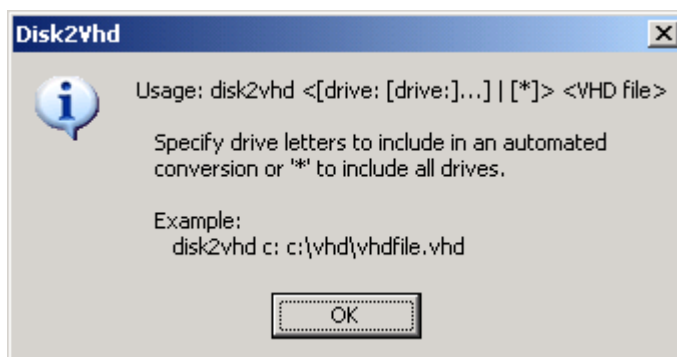 Disk2Vhd
Usage: disk2vhd <[drive: [drive:]...] | [*]> <VHD file>
Specify drive letters to include in an automated
conversion or '*' to include all drives.
Example:
disk2vhd c: c:\vhd\vhdfile.vhd
OK